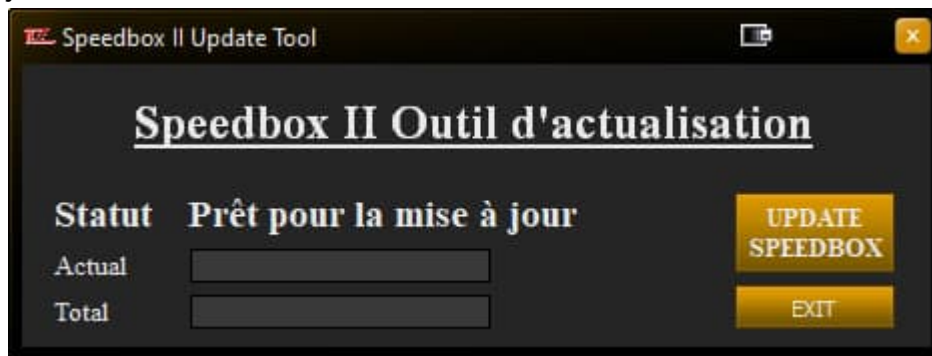 Speedbox II Update Tool
Speedbox II Outil d'actualisation
Statut Prêt pour la mise à jour
UPDATE
SPEEDBOX
Actual
Total
EXIT